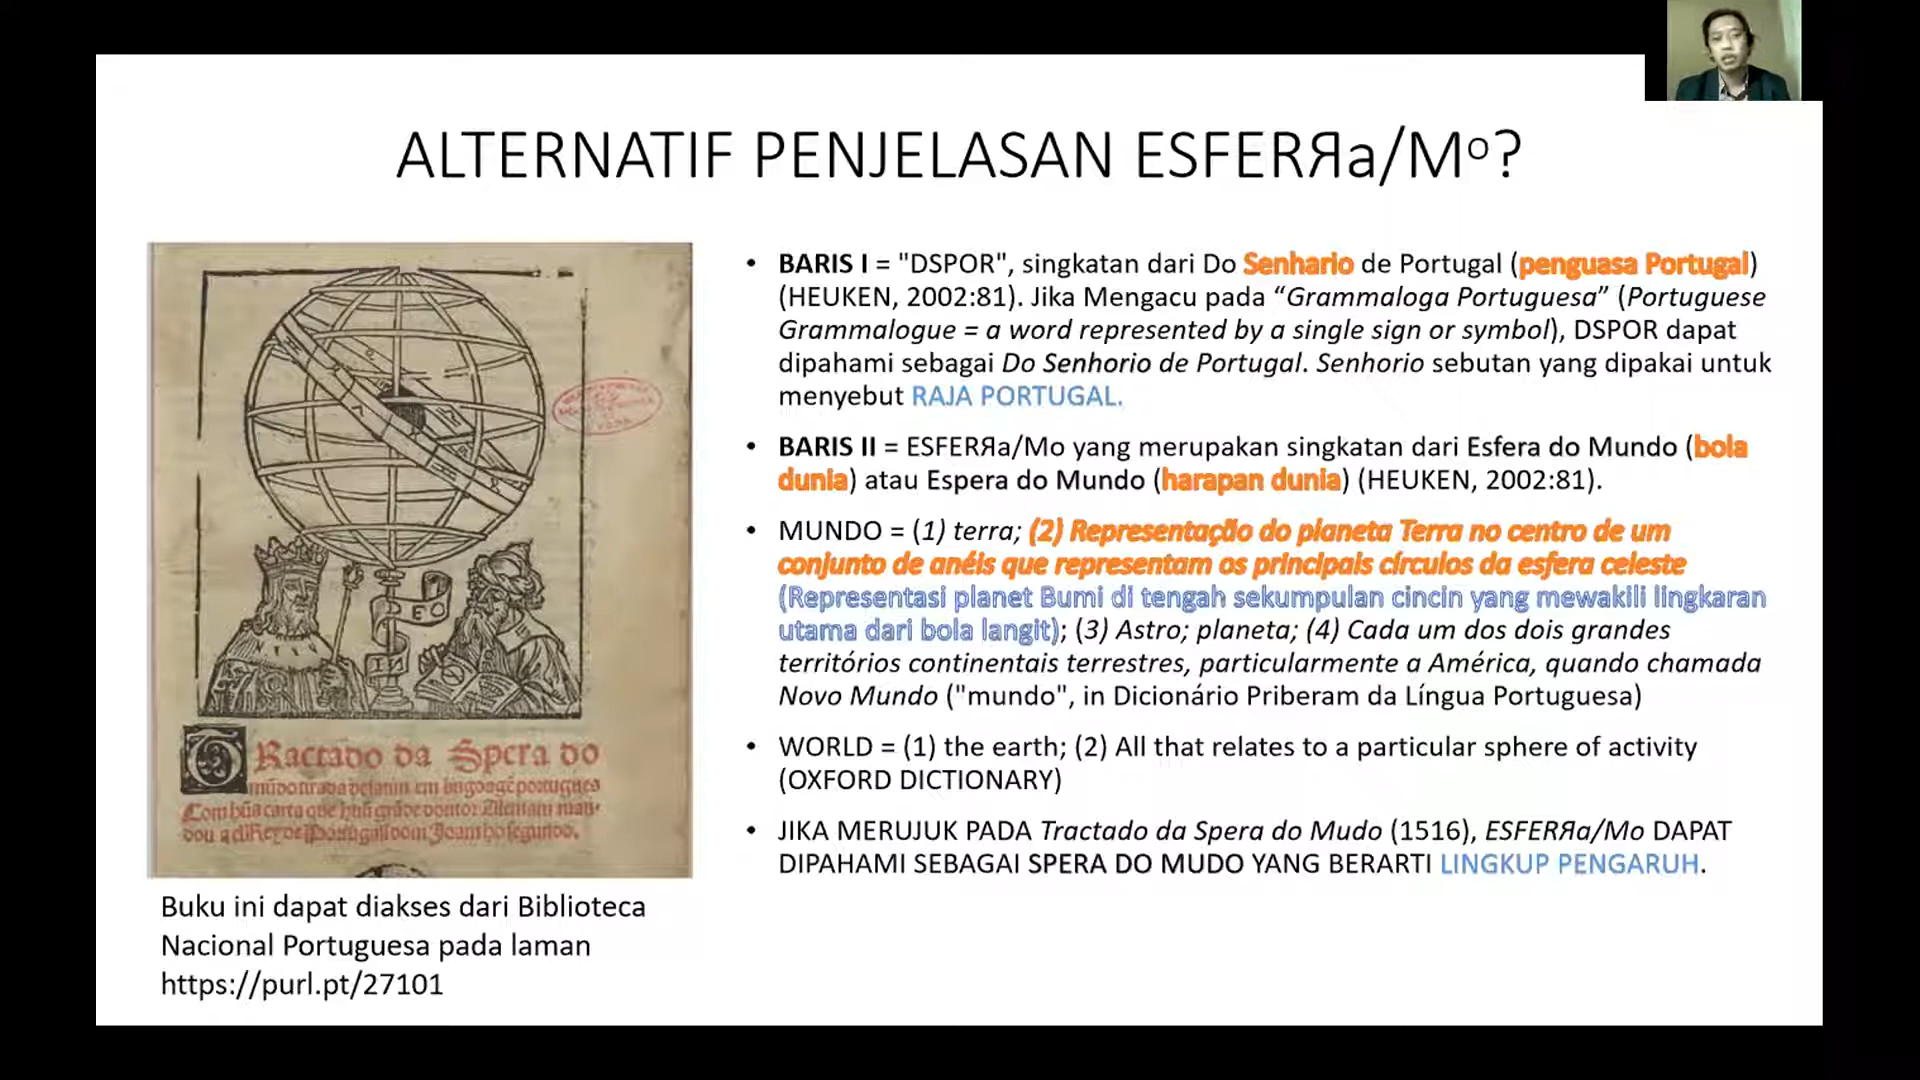 ALTERNATIF PENJELASAN ESFERЯa/Mº?
• BARIS I = "DSPOR", singkatan dari Do Senhario de Portugal (penguasa Portugal)
(HEUKEN, 2002:81). Jika Mengacu pada “Grammaloga Portuguesa” (Portuguese
Grammalogue = a word represented by a single sign or symbol), DSPOR dapat
dipahami sebagai Do Senhorio de Portugal. Senhorio sebutan yang dipakai untuk
menyebut RAJA PORTUGAL.
• BARIS II = ESFERЯa/Mo yang merupakan singkatan dari Esfera do Mundo (bola
dunia) atau Espera do Mundo (harapan dunia) (HEUKEN, 2002:81).
• MUNDO = (1) terra; (2) Representação do planeta Terra no centro de um
conjunto de anéis que representam os principais círculos da esfera celeste
(Representasi planet Bumi di tengah sekumpulan cincin yang mewakili lingkaran
utama dari bola langit); (3) Astro; planeta; (4) Cada um dos dois grandes
territórios continentais terrestres, particularmente a América, quando chamada
Novo Mundo ("mundo", in Dicionário Priberam da Língua Portuguesa)
• WORLD = (1) the earth; (2) All that relates to a particular sphere of activity
(OXFORD DICTIONARY)
• JIKA MERUJUK PADA Tractado da Spera do Mudo (1516), ESFERЯa/Mo DAPAT
DIPAHAMI SEBAGAI SPERA DO MUDO YANG BERARTI LINGKUP PENGARUH.
TRactado da Spera do
Buku ini dapat diakses dari Biblioteca
Nacional Portuguesa pada laman
https://purl.pt/27101